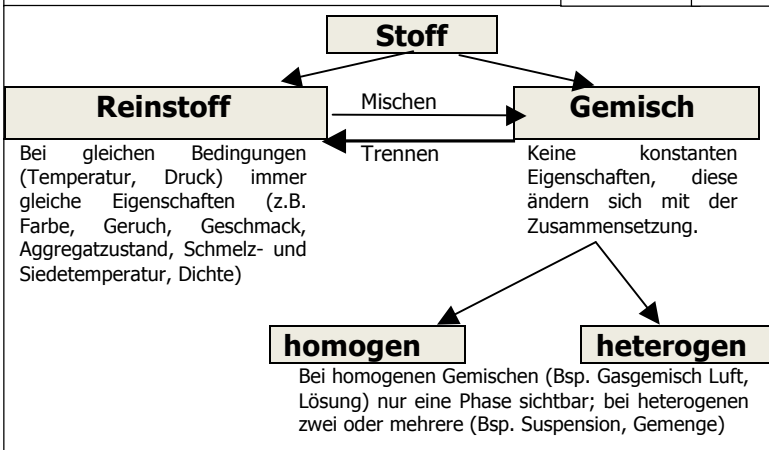 Stoff
Reinstoff
Mischen
Gemisch
Trennen
Bei gleichen Bedingungen
(Temperatur, Druck) immer
gleiche Eigenschaften (z.B.
Farbe, Geruch, Geschmack,
Aggregatzustand, Schmelz- und
Siedetemperatur, Dichte)
Keine konstanten
Eigenschaften, diese
ändern sich mit der
Zusammensetzung.
homogen
heterogen
Bei homogenen Gemischen (Bsp. Gasgemisch Luft,
Lösung) nur eine Phase sichtbar; bei heterogenen
zwei oder mehrere (Bsp. Suspension, Gemenge)